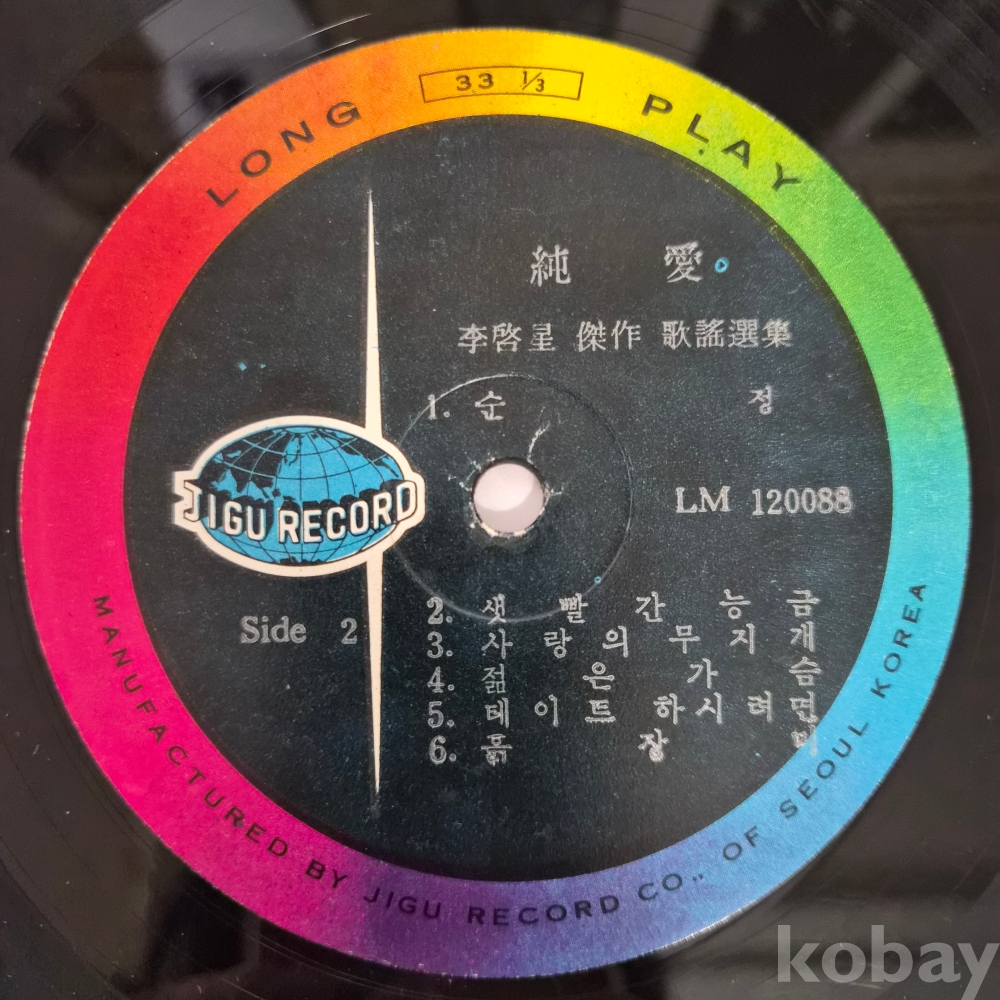 LONG 33 1/3 PLAY
純 愛
李啓星 傑作 歌謠選集
1. 순 정
JIGU RECORD
LM 120088
Side 2
2. 샛 빨 간 능 금
3. 사 랑 의 무 지 개
4. 젊 은 가 슴
5. 테 이 트 하 시 려 면
6. 흙 장 미
MANUFACTURED BY JIGU RECORD CO., OF SEOUL KOREA
kobay